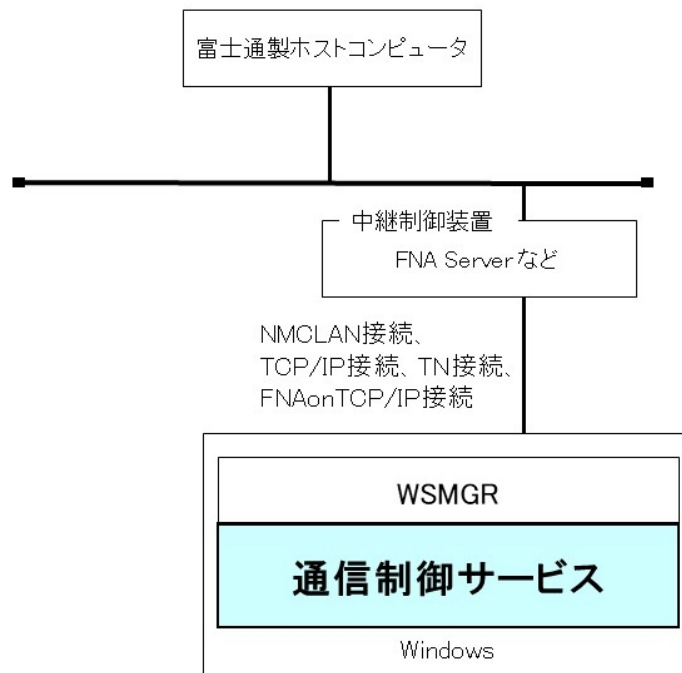 富士通製ホストコンピュータ
中継制御装置
FNA Serverなど
NMCLAN接続、
TCP/IP接続、TN接続、
FNAonTCP/IP接続
WSMGR
通信制御サービス
Windows